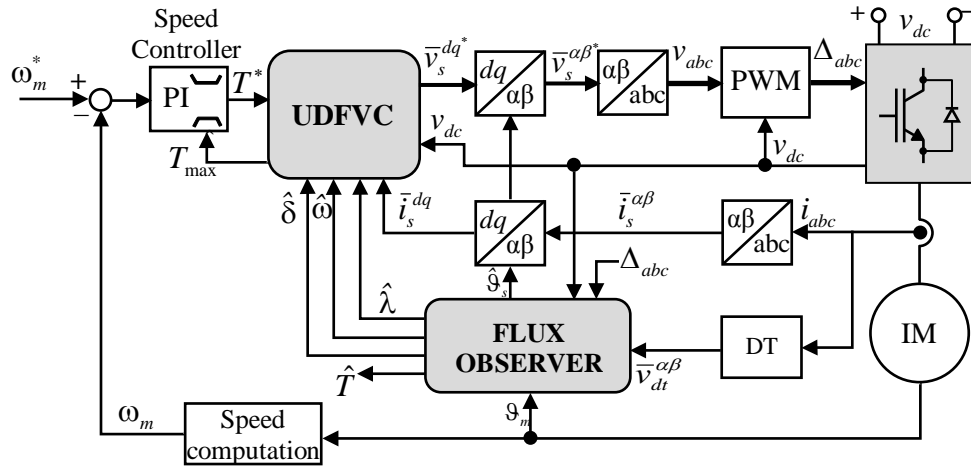 Speed
Controller
ω*m
+
−
PI
T*
Tmax
UDFVC
v̄s^dq*
dq
αβ
v̄s^αβ*
αβ
abc
vabc
PWM
Δabc
+
−
vdc
vdc
vdc
δ̂
ω̂
īs^dq
dq
αβ
īs^αβ
αβ
abc
iabc
ϑ̂s
Δabc
λ̂
FLUX
OBSERVER
v̄dt^αβ
DT
IM
T̂
ϑm
ωm
Speed
computation